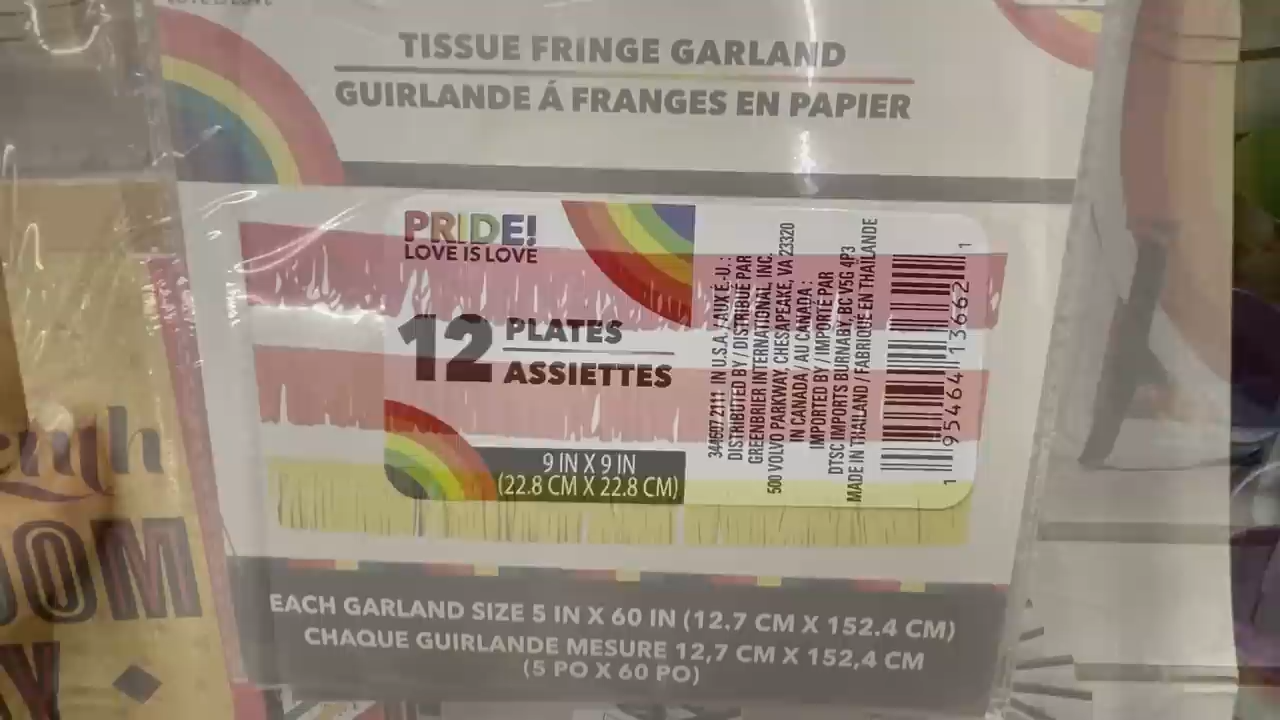 TISSUE FRINGE GARLAND
GUIRLANDE Á FRANGES EN PAPIER
PRIDE!
LOVE IS LOVE
12 PLATES
ASSIETTES
9 IN X 9 IN
(22.8 CM X 22.8 CM)
344607 2111 IN U.S.A. / AUX É.-U. :
DISTRIBUTED BY / DISTRIBUÉ PAR
GREENBRIER INTERNATIONAL, INC.
500 VOLVO PARKWAY, CHESAPEAKE, VA 23320
IN CANADA / AU CANADA :
IMPORTED BY / IMPORTÉ PAR
DTSC IMPORTS BURNABY, BC V5G 4P3
MADE IN THAILAND / FABRIQUÉ EN THAÏLANDE
1 95464 13662 1
EACH GARLAND SIZE 5 IN X 60 IN (12.7 CM X 152.4 CM)
CHAQUE GUIRLANDE MESURE 12,7 CM X 152,4 CM
(5 PO X 60 PO)